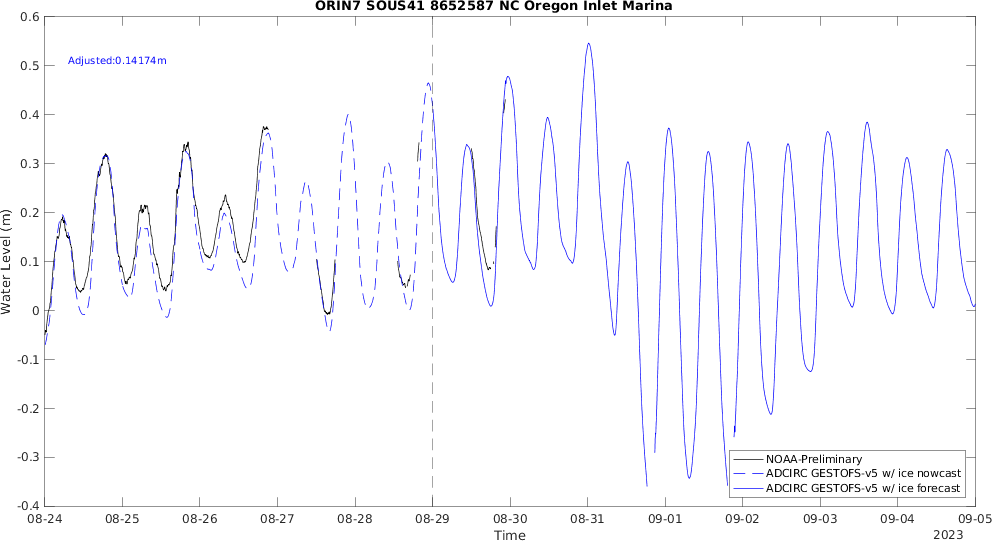 ORIN7 SOUS41 8652587 NC Oregon Inlet Marina
Adjusted:0.14174m
Water Level (m)
0.6
0.5
0.4
0.3
0.2
0.1
0
-0.1
-0.2
-0.3
-0.4
NOAA-Preliminary
ADCIRC GESTOFS-v5 w/ ice nowcast
ADCIRC GESTOFS-v5 w/ ice forecast
08-24 08-25 08-26 08-27 08-28 08-29 08-30 08-31 09-01 09-02 09-03 09-04 09-05
Time
2023